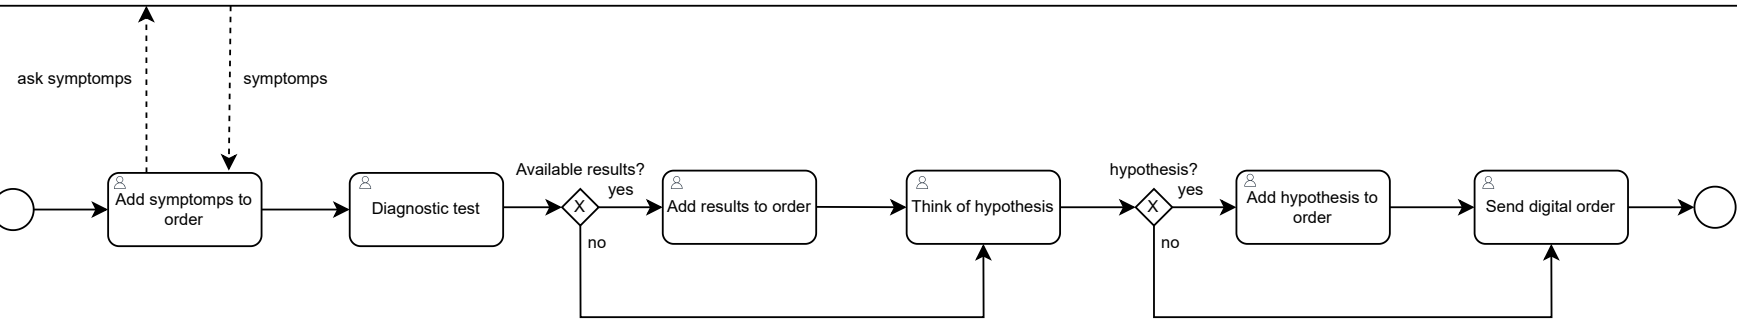 ask symptomps
symptomps
Add symptomps to
order
Diagnostic test
Available results?
yes
X
no
Add results to order
Think of hypothesis
hypothesis?
yes
X
no
Add hypothesis to
order
Send digital order